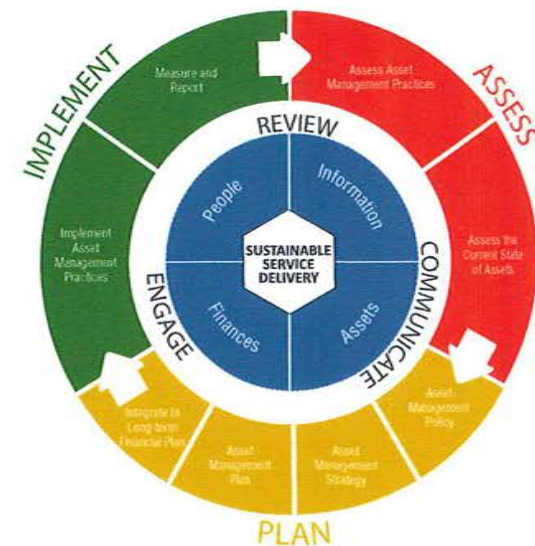 IMPLEMENT
Measure and
Report
Implement
Asset
Management
Practices
ASSESS
Assess Asset
Management Practices
Assess the
Current State
of Assets
REVIEW
COMMUNICATE
ENGAGE
People
Information
Finances
Assets
SUSTAINABLE
SERVICE
DELIVERY
Asset
Management
Policy
Asset
Management
Strategy
Asset
Management
Plan
Integrate to
Long-term
Financial Plan
PLAN